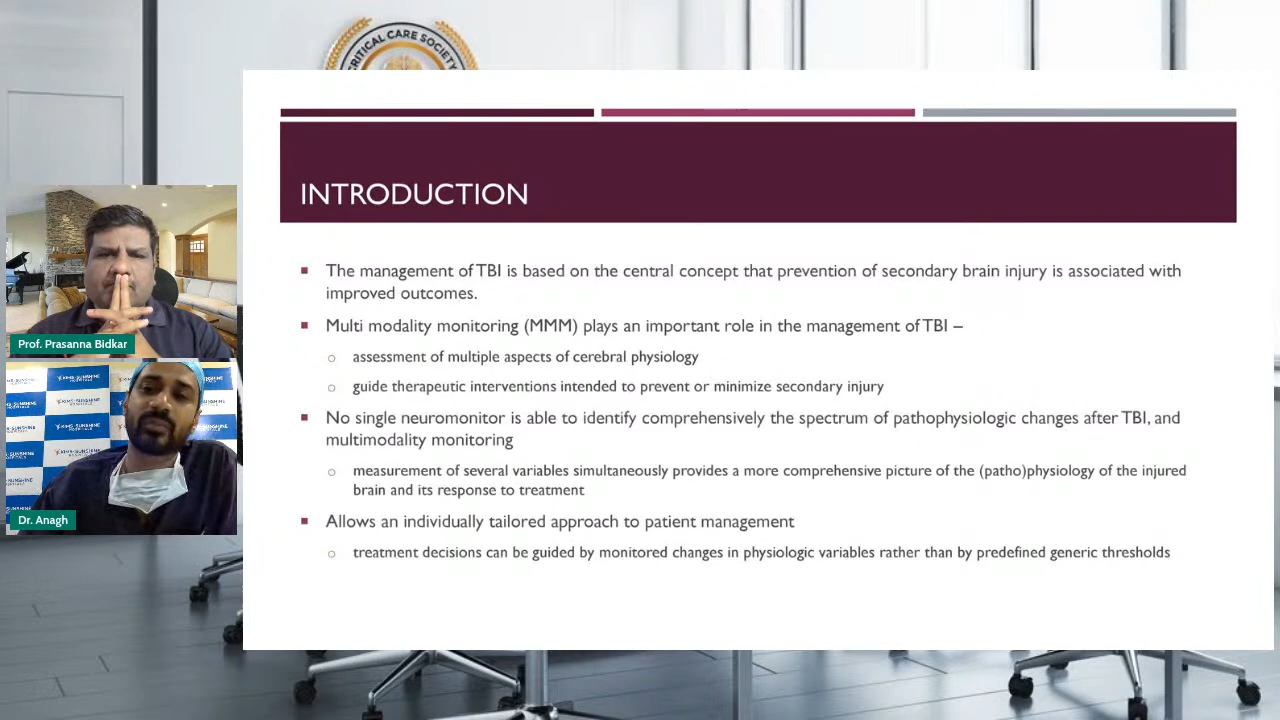 CRITICAL CARE SOCIETY
INTRODUCTION
▪ The management of TBI is based on the central concept that prevention of secondary brain injury is associated with
improved outcomes.
▪ Multi modality monitoring (MMM) plays an important role in the management of TBI –
○ assessment of multiple aspects of cerebral physiology
○ guide therapeutic interventions intended to prevent or minimize secondary injury
▪ No single neuromonitor is able to identify comprehensively the spectrum of pathophysiologic changes after TBI, and
multimodality monitoring
○ measurement of several variables simultaneously provides a more comprehensive picture of the (patho)physiology of the injured
brain and its response to treatment
▪ Allows an individually tailored approach to patient management
○ treatment decisions can be guided by monitored changes in physiologic variables rather than by predefined generic thresholds
Prof. Prasanna Bidkar
KIMS-SUNSHINE
HOSPITALS
Dr. Anagh